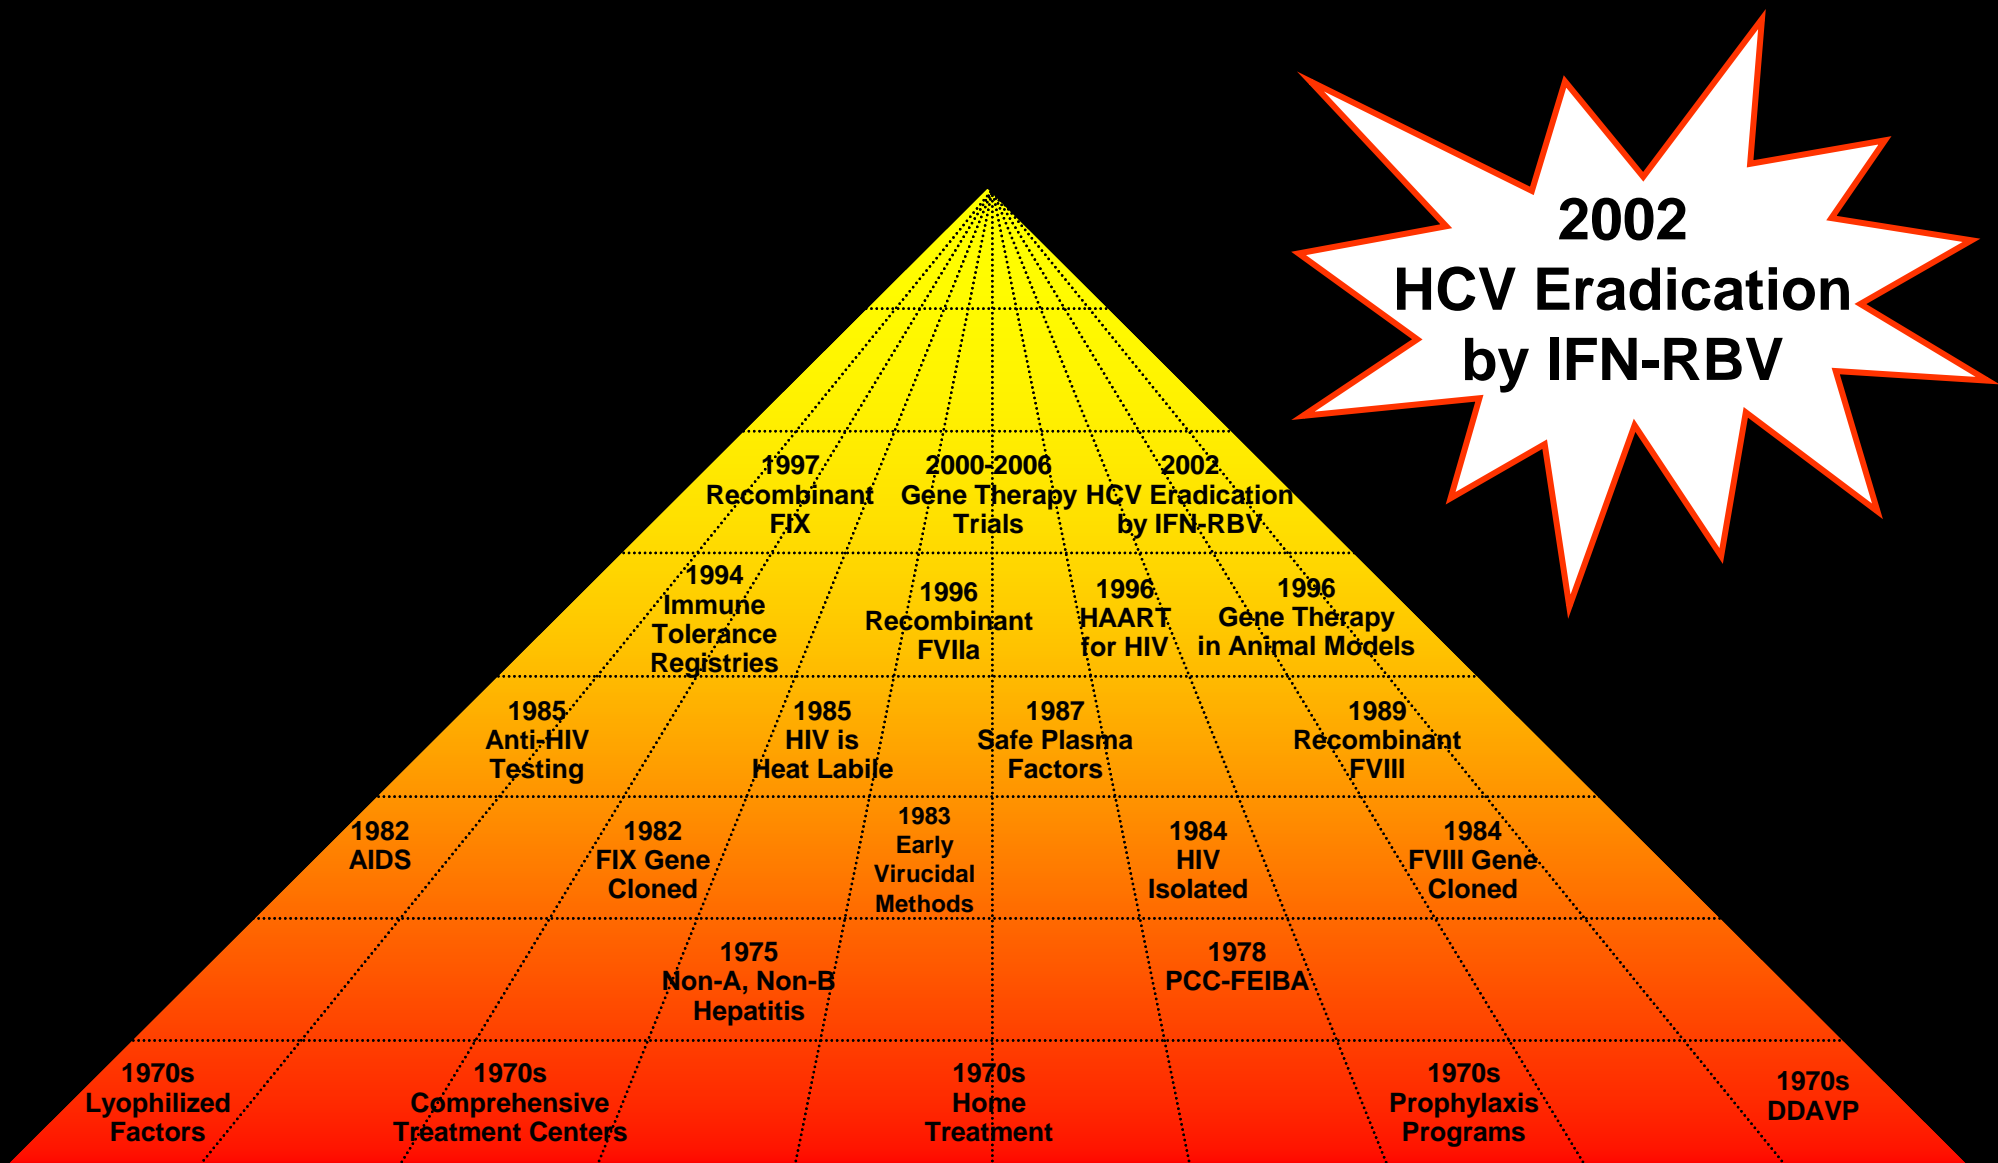 2002
HCV Eradication
by IFN-RBV
1997
Recombinant
FIX
2000-2006
Gene Therapy
Trials
2002
HCV Eradication
by IFN-RBV
1994
Immune
Tolerance
Registries
1996
Recombinant
FVIIa
1996
HAART
for HIV
1996
Gene Therapy
in Animal Models
1985
Anti-HIV
Testing
1985
HIV is
Heat Labile
1987
Safe Plasma
Factors
1989
Recombinant
FVIII
1982
AIDS
1982
FIX Gene
Cloned
1983
Early
Virucidal
Methods
1984
HIV
Isolated
1984
FVIII Gene
Cloned
1975
Non-A, Non-B
Hepatitis
1978
PCC-FEIBA
1970s
Lyophilized
Factors
1970s
Comprehensive
Treatment Centers
1970s
Home
Treatment
1970s
Prophylaxis
Programs
1970s
DDAVP